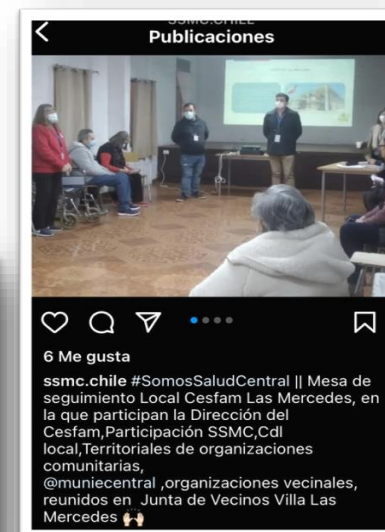 SSMC.CHILE
Publicaciones
6 Me gusta
ssmc.chile #SomosSaludCentral || Mesa de
seguimiento Local Cesfam Las Mercedes, en
la que participan la Dirección del
Cesfam,Participación SSMC,Cdl
local,Territoriales de organizaciones
comunitarias,
@muniecentral ,organizaciones vecinales,
reunidos en Junta de Vecinos Villa Las
Mercedes 🙌🏻